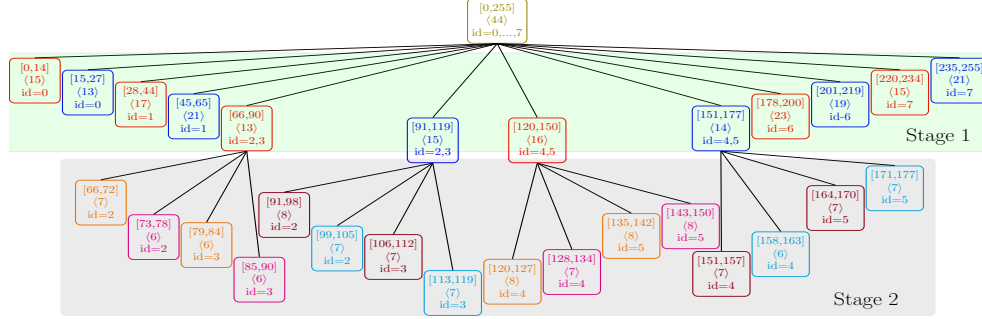 [0,255]
⟨44⟩
id=0,...,7
[0,14]
⟨15⟩
id=0
[15,27]
⟨13⟩
id=0
[28,44]
⟨17⟩
id=1
[45,65]
⟨21⟩
id=1
[66,90]
⟨13⟩
id=2,3
[91,119]
⟨15⟩
id=2,3
[120,150]
⟨16⟩
id=4,5
[151,177]
⟨14⟩
id=4,5
[178,200]
⟨23⟩
id=6
[201,219]
⟨19⟩
id-6
[220,234]
⟨15⟩
id=7
[235,255]
⟨21⟩
id=7
Stage 1
[66,72]
⟨7⟩
id=2
[73,78]
⟨6⟩
id=2
[79,84]
⟨6⟩
id=3
[85,90]
⟨6⟩
id=3
[91,98]
⟨8⟩
id=2
[99,105]
⟨7⟩
id=2
[106,112]
⟨7⟩
id=3
[113,119]
⟨7⟩
id=3
[120,127]
⟨8⟩
id=4
[128,134]
⟨7⟩
id=4
[135,142]
⟨8⟩
id=5
[143,150]
⟨8⟩
id=5
[151,157]
⟨7⟩
id=4
[158,163]
⟨6⟩
id=4
[164,170]
⟨7⟩
id=5
[171,177]
⟨7⟩
id=5
Stage 2